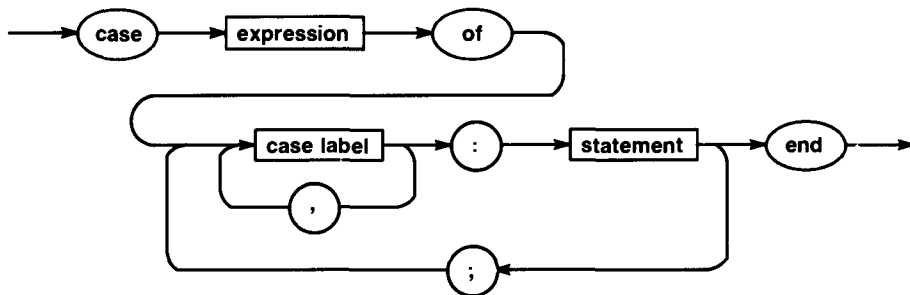 case expression of
case label : statement end
,
;